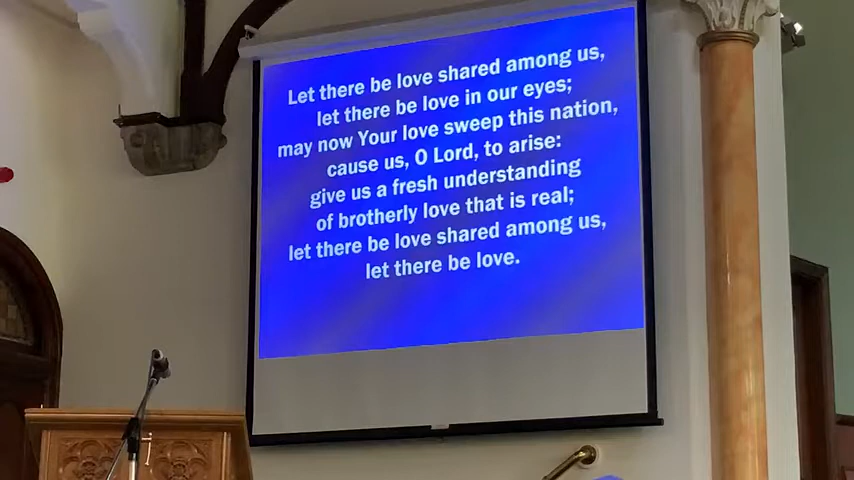 Let there be love shared among us,
let there be love in our eyes;
may now Your love sweep this nation,
cause us, O Lord, to arise:
give us a fresh understanding
of brotherly love that is real;
let there be love shared among us,
let there be love.